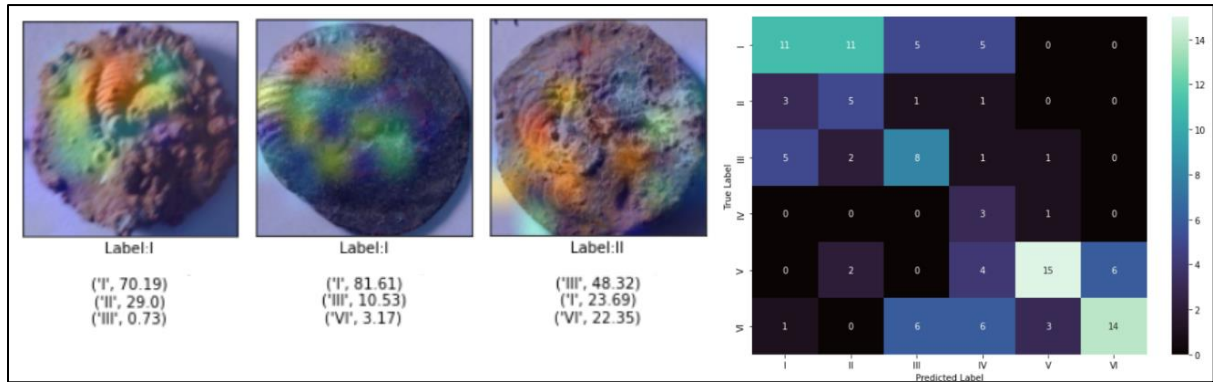 Label:I
('I', 70.19)
('II', 29.0)
('III', 0.73)
Label:I
('I', 81.61)
('III', 10.53)
('VI', 3.17)
Label:II
('III', 48.32)
('I', 23.69)
('VI', 22.35)
True Label
I 11 11 5 5 0 0
II 3 5 1 1 0 0
III 5 2 8 1 1 0
IV 0 0 0 3 1 0
V 0 2 0 4 15 6
VI 1 0 6 6 3 14
I II III IV V VI
Predicted Label
14
12
10
8
6
4
2
0